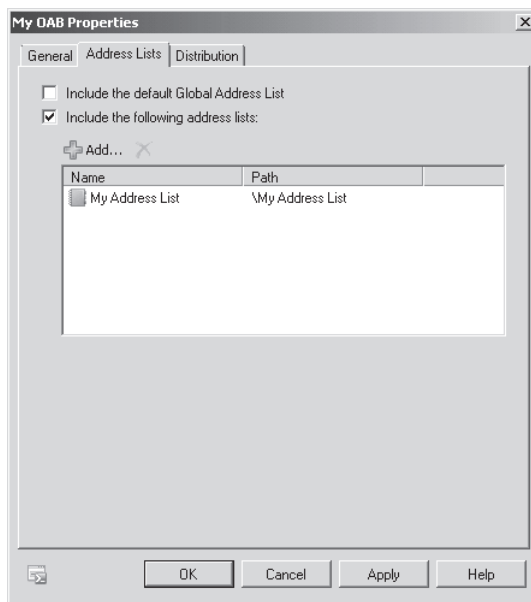 My OAB Properties
General Address Lists Distribution
Include the default Global Address List
Include the following address lists:
Add...
Name Path
My Address List \My Address List
OK Cancel Apply Help